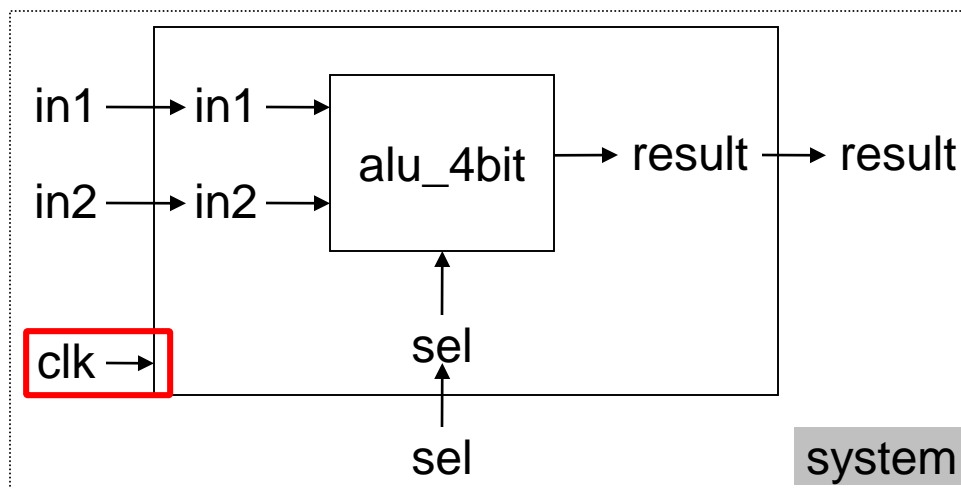 in1 in1
alu_4bit result result
in2 in2
sel
clk
sel
system